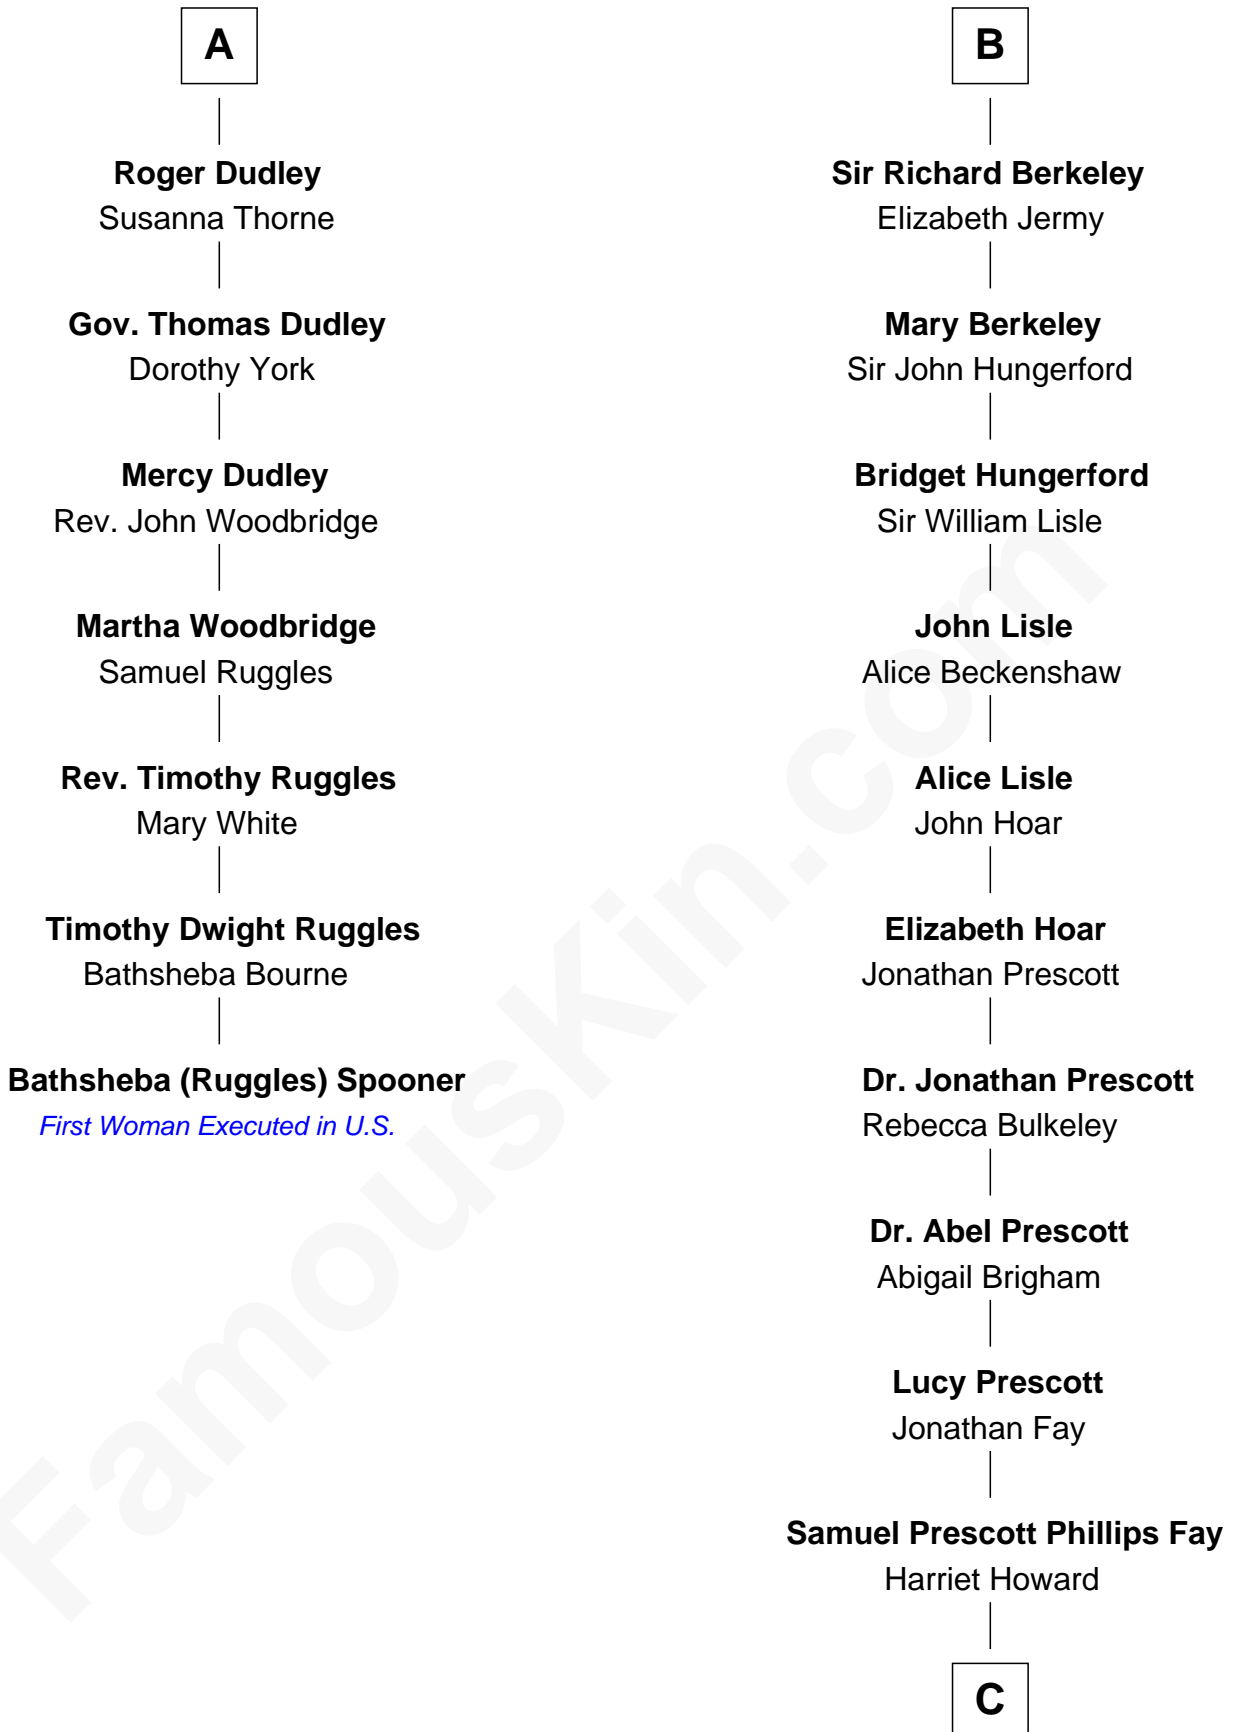 A
Roger Dudley
Susanna Thorne
Gov. Thomas Dudley
Dorothy York
Mercy Dudley
Rev. John Woodbridge
Martha Woodbridge
Samuel Ruggles
Rev. Timothy Ruggles
Mary White
Timothy Dwight Ruggles
Bathsheba Bourne
Bathsheba (Ruggles) Spooner
First Woman Executed in U.S.
B
Sir Richard Berkeley
Elizabeth Jermy
Mary Berkeley
Sir John Hungerford
Bridget Hungerford
Sir William Lisle
John Lisle
Alice Beckenshaw
Alice Lisle
John Hoar
Elizabeth Hoar
Jonathan Prescott
Dr. Jonathan Prescott
Rebecca Bulkeley
Dr. Abel Prescott
Abigail Brigham
Lucy Prescott
Jonathan Fay
Samuel Prescott Phillips Fay
Harriet Howard
C
FamousKin.com